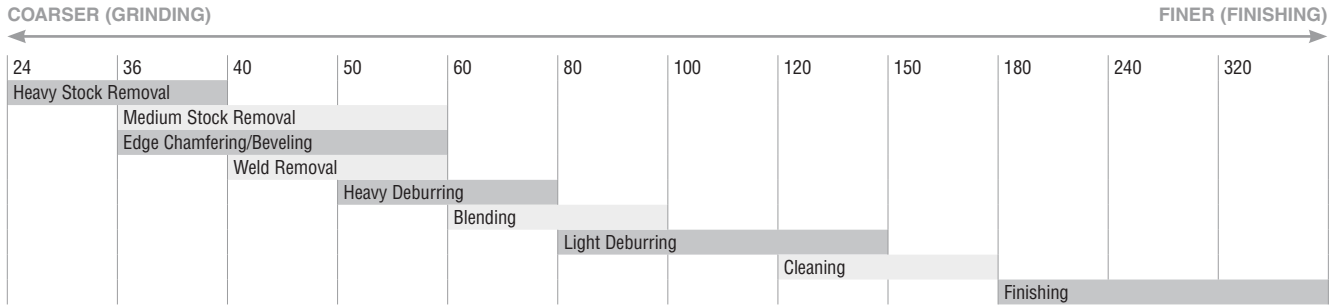 COARSER (GRINDING) FINER (FINISHING)
24 36 40 50 60 80 100 120 150 180 240 320
Heavy Stock Removal
Medium Stock Removal
Edge Chamfering/Beveling
Weld Removal
Heavy Deburring
Blending
Light Deburring
Cleaning
Finishing